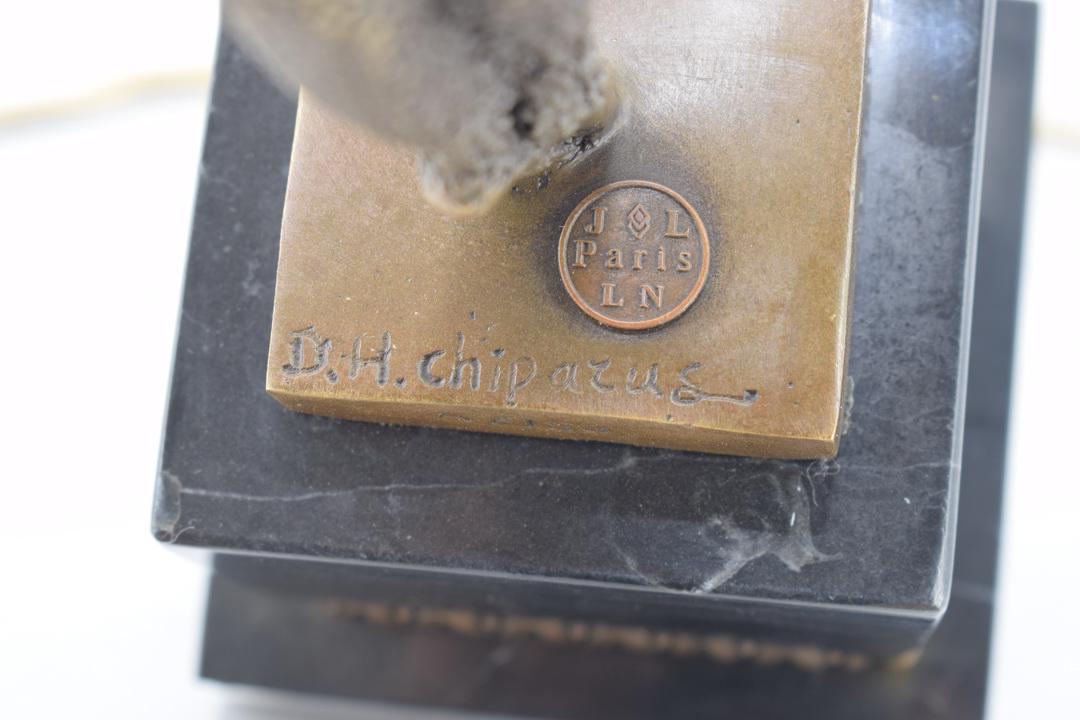 J L
Paris
LN
D.H. chiparus